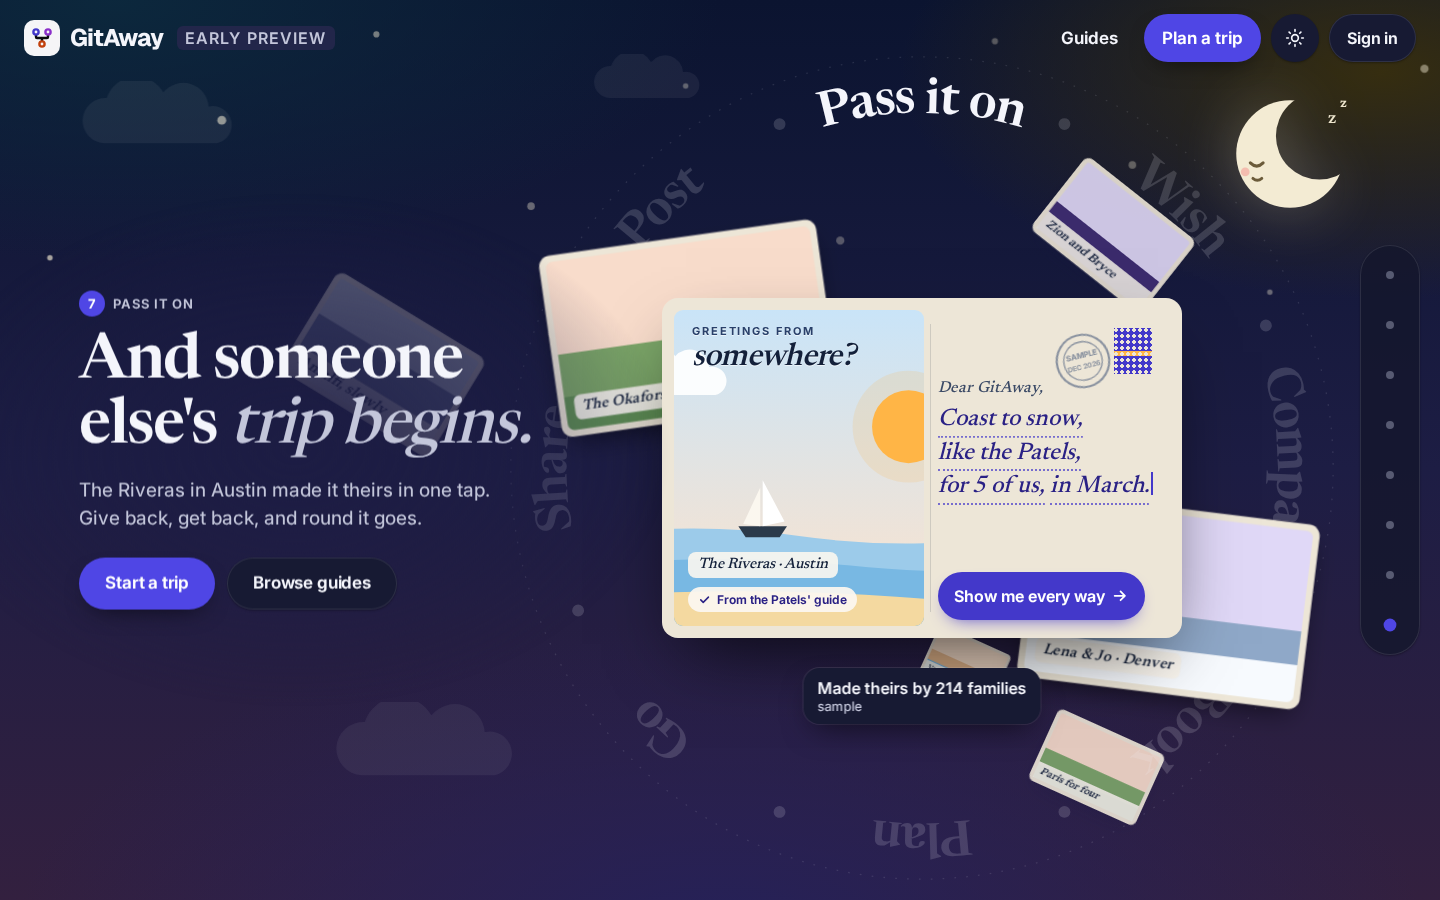 GitAway
EARLY PREVIEW
Guides
Plan a trip
Sign in
Pass it on
z
z
Wish
Post
Zion and Bryce
7
PASS IT ON
And someone
else's trip begins.
The Riveras in Austin made it theirs in one tap.
Give back, get back, and round it goes.
Start a trip
Browse guides
The Okafor
Share
GREETINGS FROM
somewhere?
SAMPLE
DEC 2026
Dear GitAway,
Coast to snow,
like the Patels,
for 5 of us, in March.
The Riveras · Austin
From the Patels' guide
Show me every way
Compa
Lena & Jo · Denver
Made theirs by 214 families
sample
Go
Paris for four
Plan